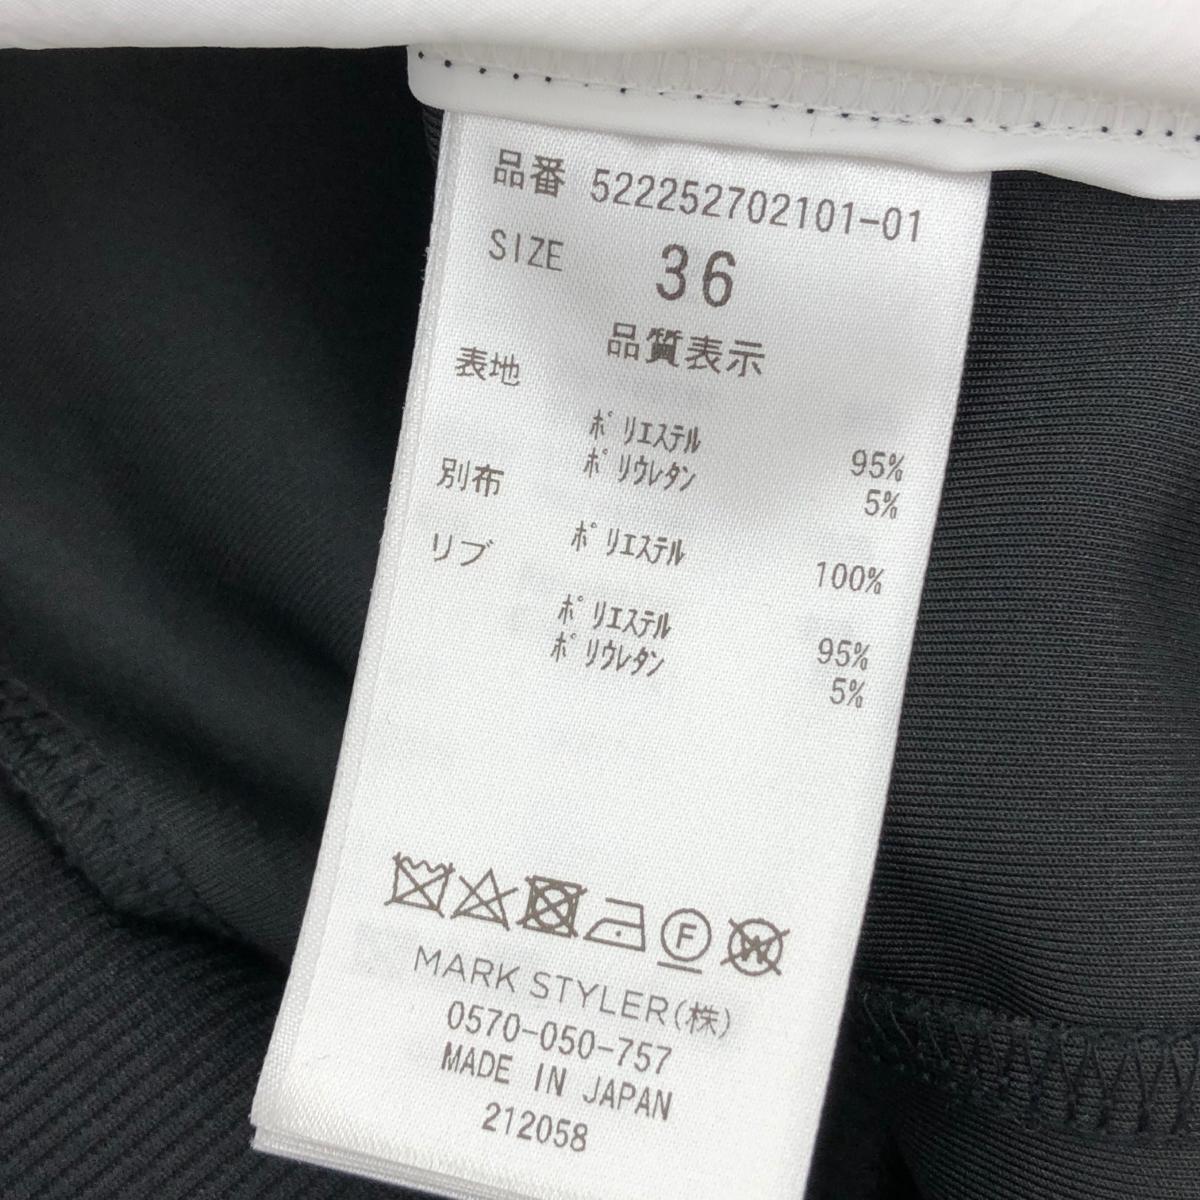 品番 522252702101-01
SIZE 36
品質表示
表地
ポリエステル 95%
ポリウレタン 5%
別布
ポリエステル 100%
リブ
ポリエステル 95%
ポリウレタン 5%
F W
MARK STYLER(株)
0570-050-757
MADE IN JAPAN
212058